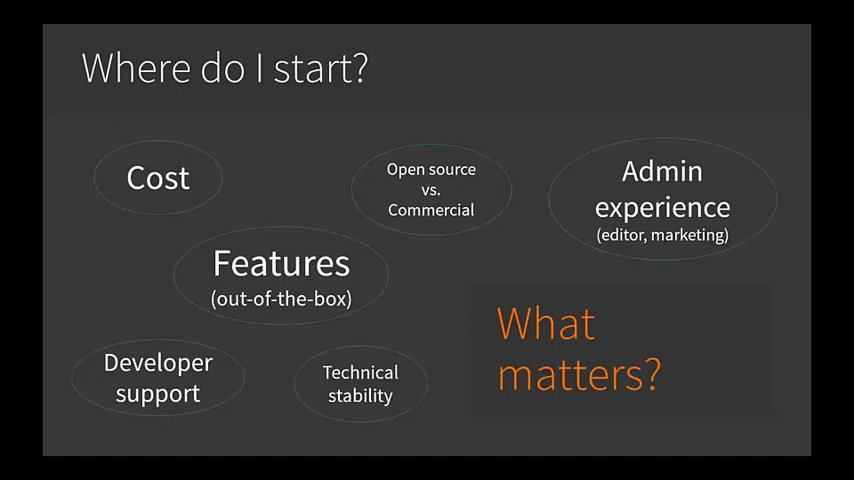 Where do I start?
Cost
Open source
vs.
Commercial
Admin
experience
(editor, marketing)
Features
(out-of-the-box)
What
matters?
Developer
support
Technical
stability